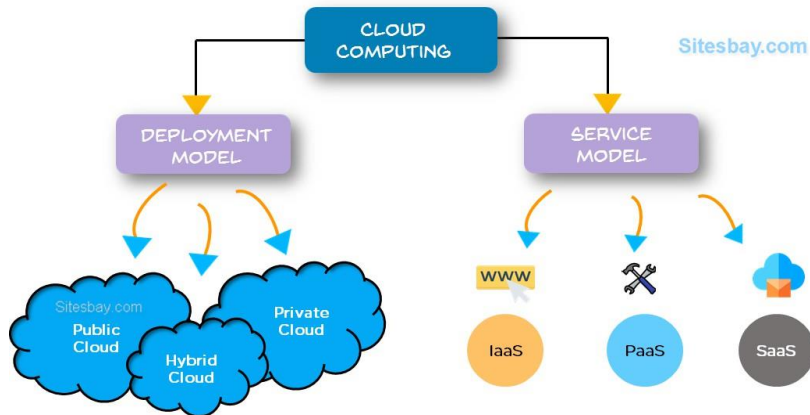 CLOUD
COMPUTING
Sitesbay.com
DEPLOYMENT
MODEL
SERVICE
MODEL
www
Sitesbay.com
Public
Cloud
Private
Cloud
Hybrid
Cloud
IaaS
PaaS
SaaS